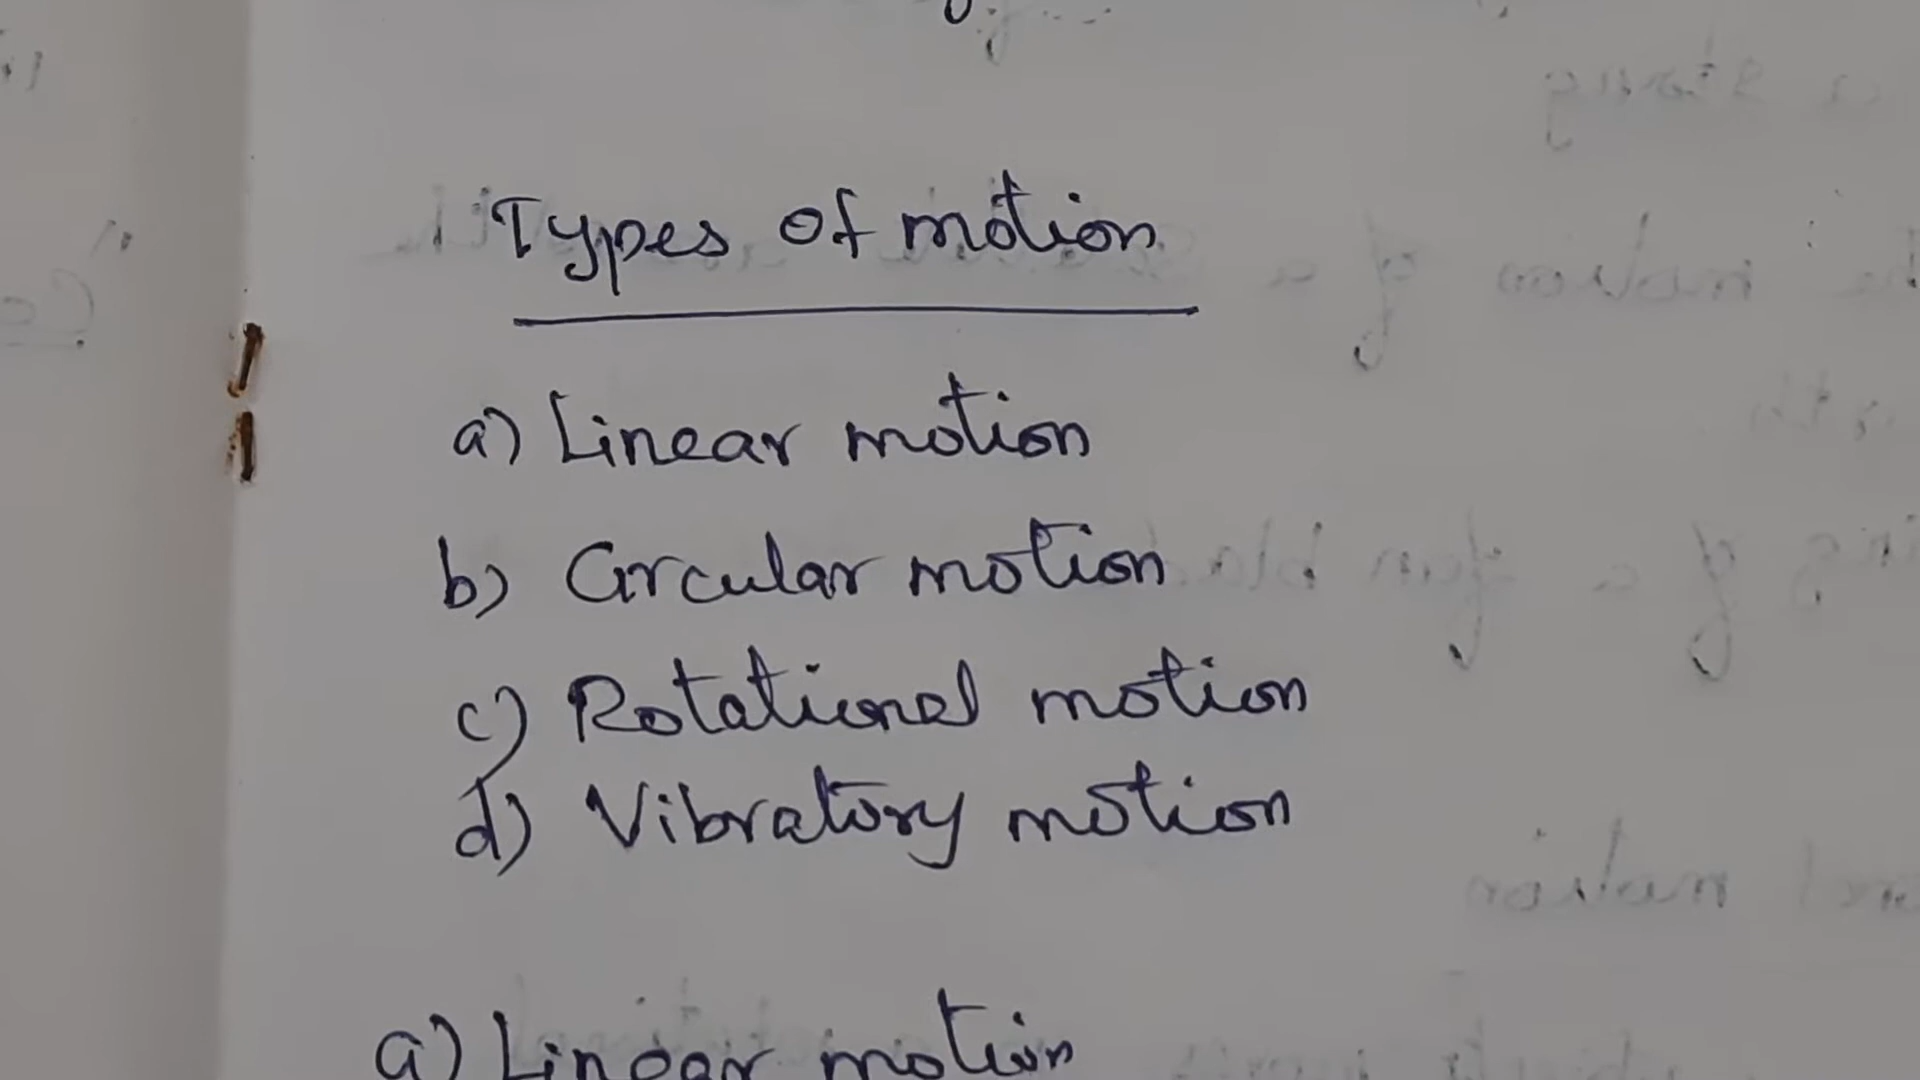 Types of motion
a) Linear motion
b) Circular motion
c) Rotational motion
d) Vibratory motion
a) Linear motion